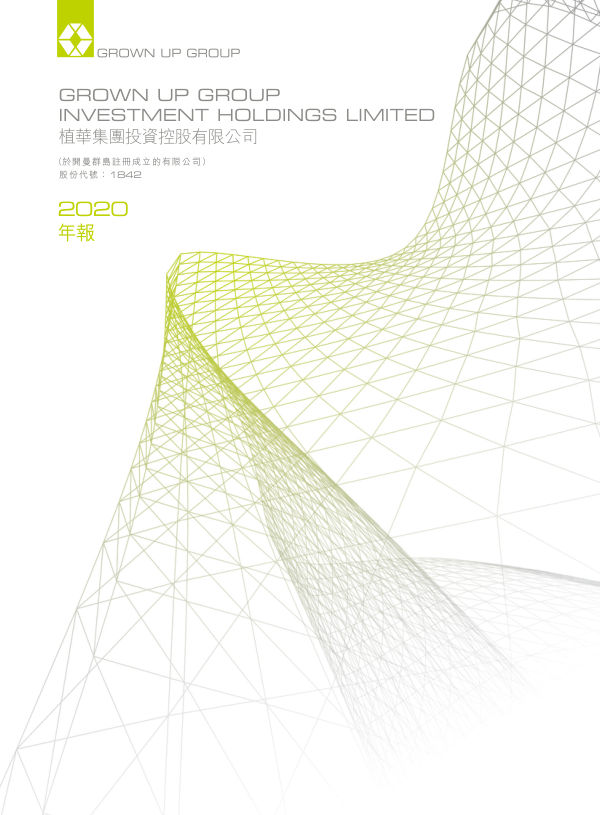 GROWN UP GROUP
GROWN UP GROUP
INVESTMENT HOLDINGS LIMITED
植華集團投資控股有限公司
(於開曼群島註冊成立的有限公司)
股份代號：1842
2020
年報